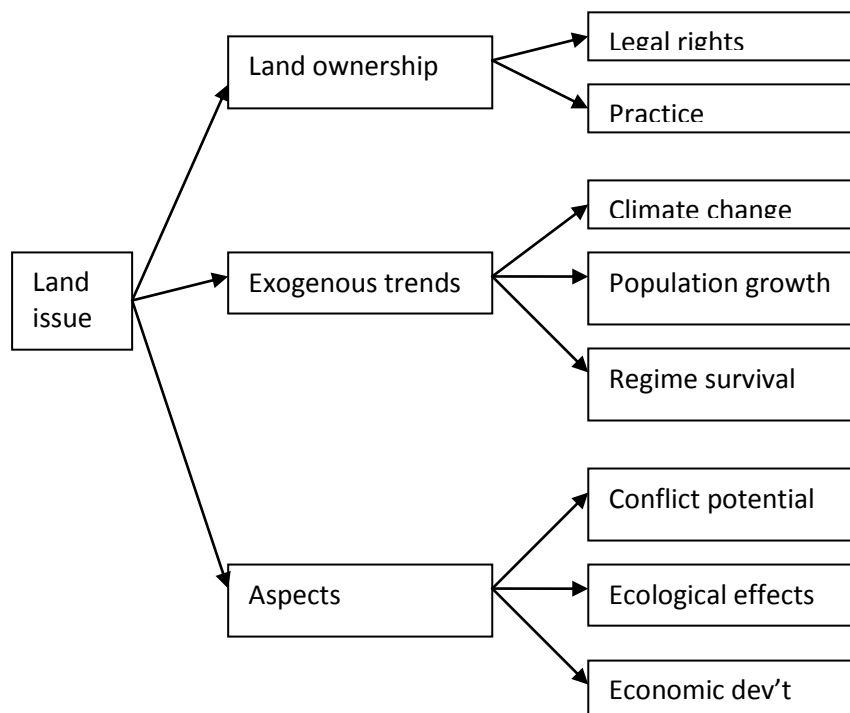 Legal rights
Land ownership
Practice
Climate change
Land
issue
Exogenous trends
Population growth
Regime survival
Conflict potential
Aspects
Ecological effects
Economic dev’t